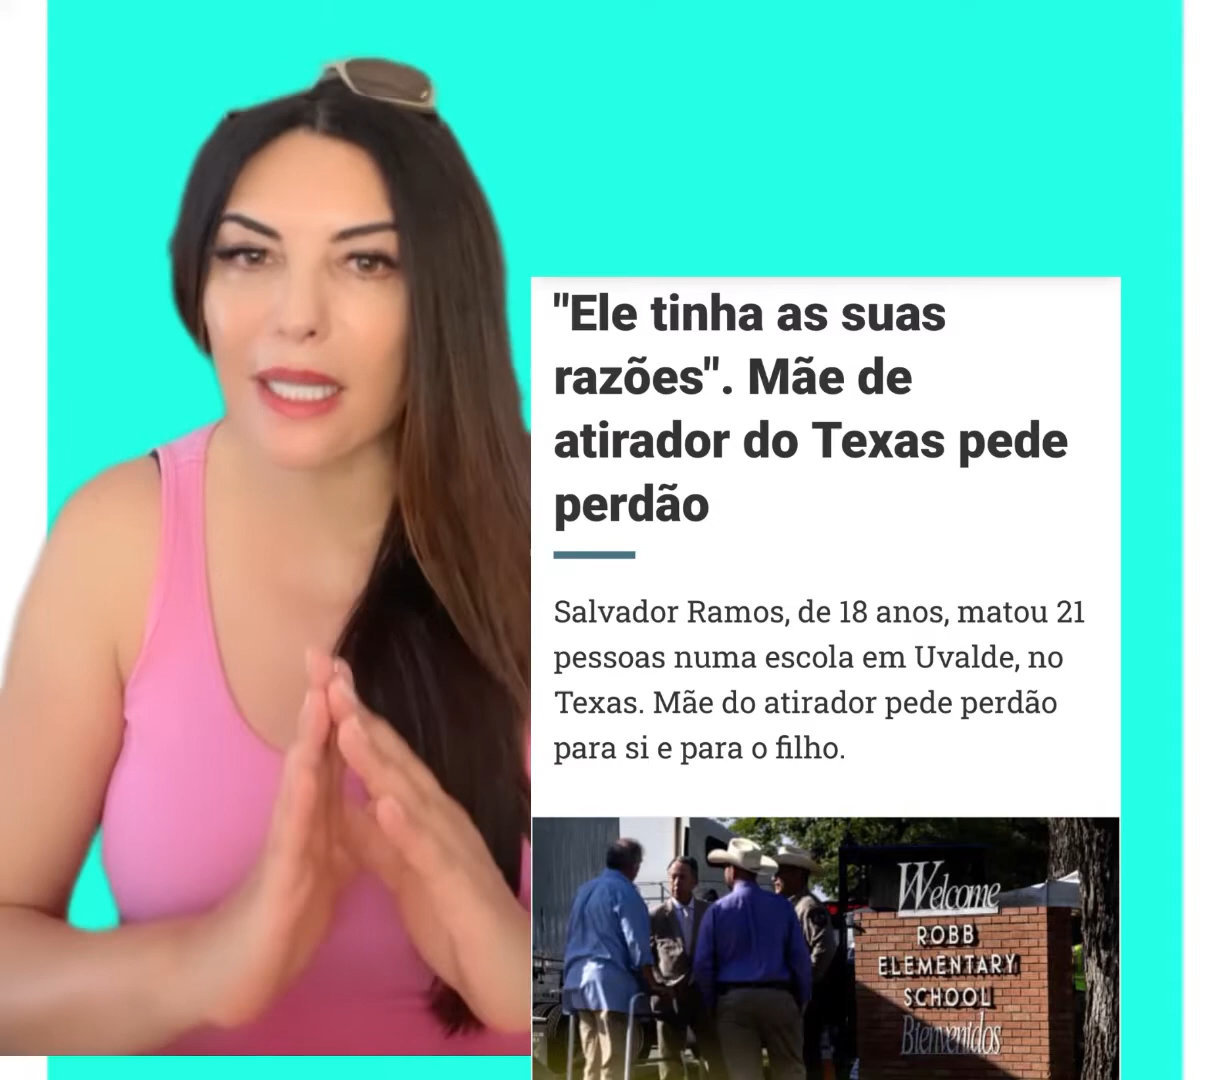 "Ele tinha as suas
razões". Mãe de
atirador do Texas pede
perdão
Salvador Ramos, de 18 anos, matou 21
pessoas numa escola em Uvalde, no
Texas. Mãe do atirador pede perdão
para si e para o filho.
Welcome
ROBB
ELEMENTARY
SCHOOL
Bienvenidos